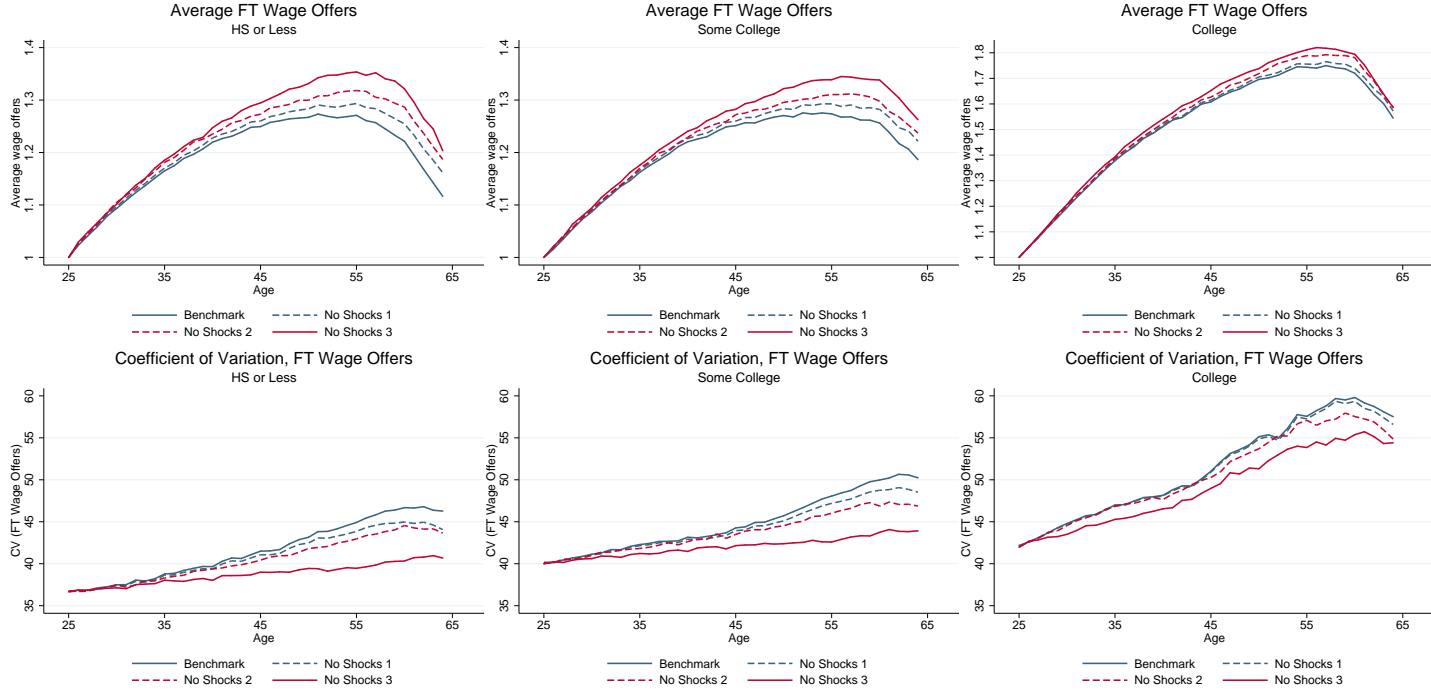 Average FT Wage Offers
HS or Less
Average wage offers
1.4
1.3
1.2
1.1
1
25 35 45 55 65
Age
Benchmark No Shocks 1
No Shocks 2 No Shocks 3
Average FT Wage Offers
Some College
Average wage offers
1.4
1.3
1.2
1.1
1
25 35 45 55 65
Age
Benchmark No Shocks 1
No Shocks 2 No Shocks 3
Average FT Wage Offers
College
Average wage offers
1.8
1.7
1.6
1.5
1.4
1.3
1.2
1.1
1
25 35 45 55 65
Age
Benchmark No Shocks 1
No Shocks 2 No Shocks 3
Coefficient of Variation, FT Wage Offers
HS or Less
CV (FT Wage Offers)
60
55
50
45
40
35
25 35 45 55 65
Age
Benchmark No Shocks 1
No Shocks 2 No Shocks 3
Coefficient of Variation, FT Wage Offers
Some College
CV (FT Wage Offers)
60
55
50
45
40
35
25 35 45 55 65
Age
Benchmark No Shocks 1
No Shocks 2 No Shocks 3
Coefficient of Variation, FT Wage Offers
College
CV (FT Wage Offers)
60
55
50
45
40
35
25 35 45 55 65
Age
Benchmark No Shocks 1
No Shocks 2 No Shocks 3